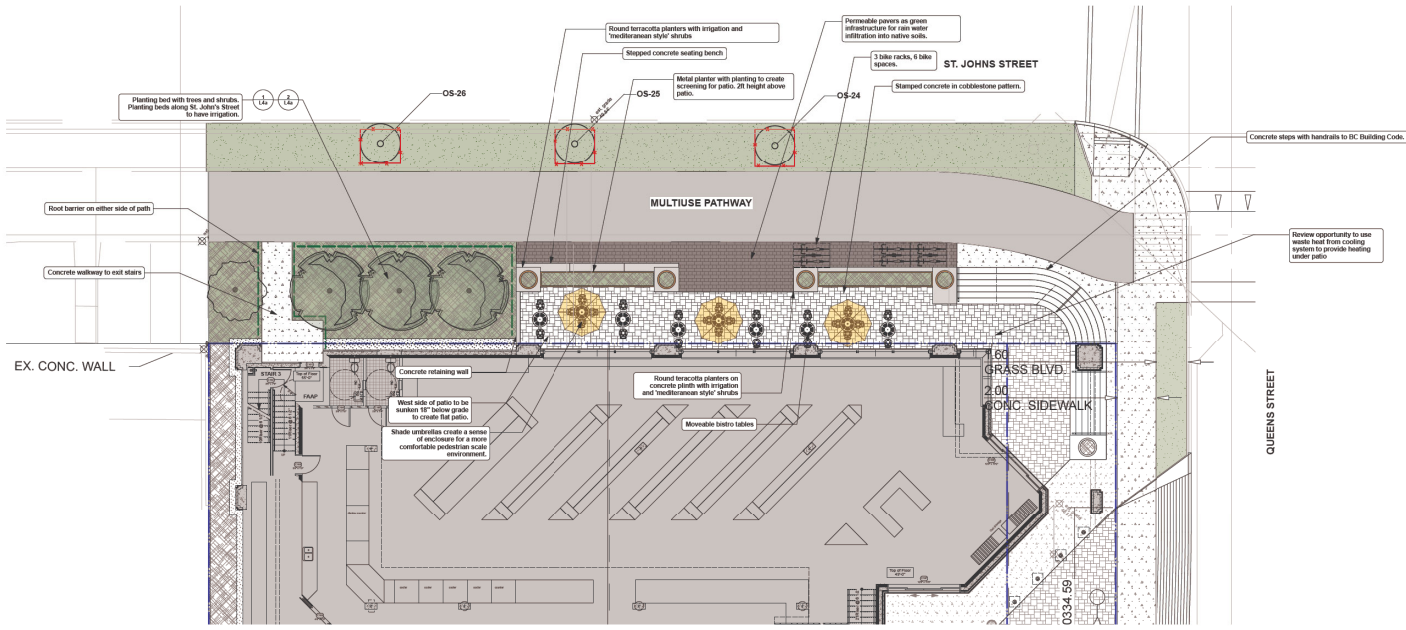 Round terracotta planters with irrigation and
'mediteranean style' shrubs
Permeable pavers as green
infrastructure for rain water
infiltration into native soils.
Stepped concrete seating bench
3 bike racks, 6 bike
spaces.
ST. JOHNS STREET
Metal planter with planting to create
screening for patio. 2ft height above
patio.
Stamped concrete in cobblestone pattern.
Planting bed with trees and shrubs.
Planting beds along St. John's Street
to have irrigation.
1
L4a
2
L4a
OS-26
OS-25
OS-24
Concrete steps with handrails to BC Building Code.
MULTIUSE PATHWAY
Root barrier on either side of path
Review opportunity to use
waste heat from cooling
system to provide heating
under patio
Concrete walkway to exit stairs
EX. CONC. WALL
Concrete retaining wall
STAIR 3
FAAP
West side of patio to be
sunken 18" below grade
to create flat patio.
Shade umbrellas create a sense
of enclosure for a more
comfortable pedestrian scale
environment.
Round teracotta planters on
concrete plinth with irrigation
and 'mediteranean style' shrubs
Moveable bistro tables
GRASS BLVD.
2.00
CONC. SIDEWALK
QUEENS STREET
Top of Floor
0334.59